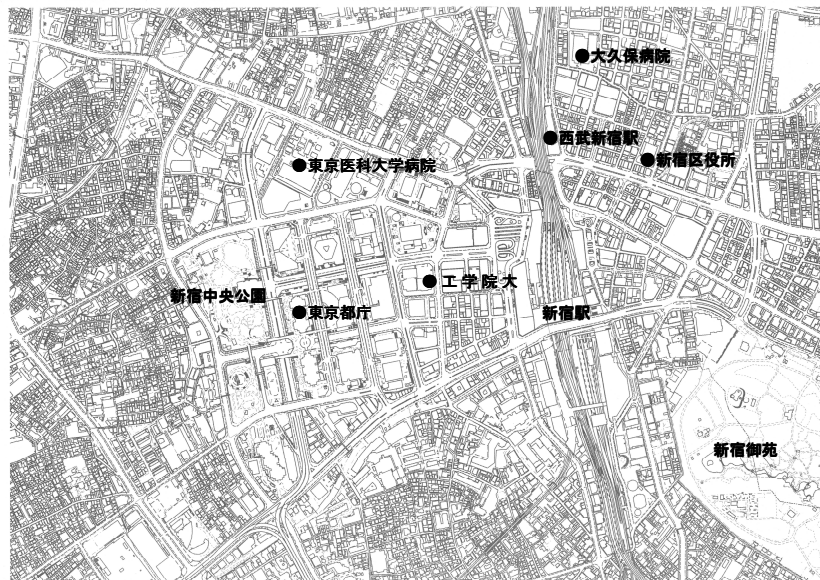 ●大久保病院
●西武新宿駅
●新宿区役所
●東京医科大学病院
●工学院大
新宿中央公園
●東京都庁
新宿駅
新宿御苑